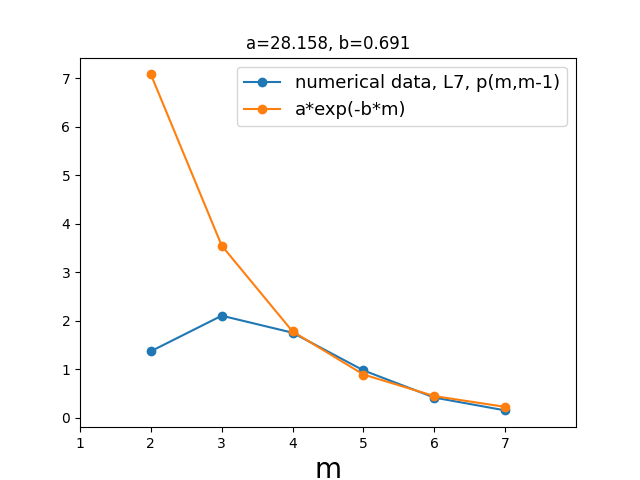 a=28.158, b=0.691
numerical data, L7, p(m,m-1)
a*exp(-b*m)
7
6
5
4
3
2
1
0
1 2 3 4 5 6 7
m